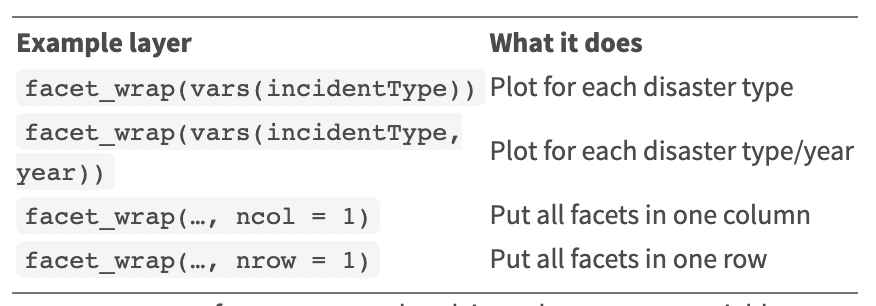 Example layer What it does
facet_wrap(vars(incidentType)) Plot for each disaster type
facet_wrap(vars(incidentType,
year)) Plot for each disaster type/year
facet_wrap(…, ncol = 1) Put all facets in one column
facet_wrap(…, nrow = 1) Put all facets in one row